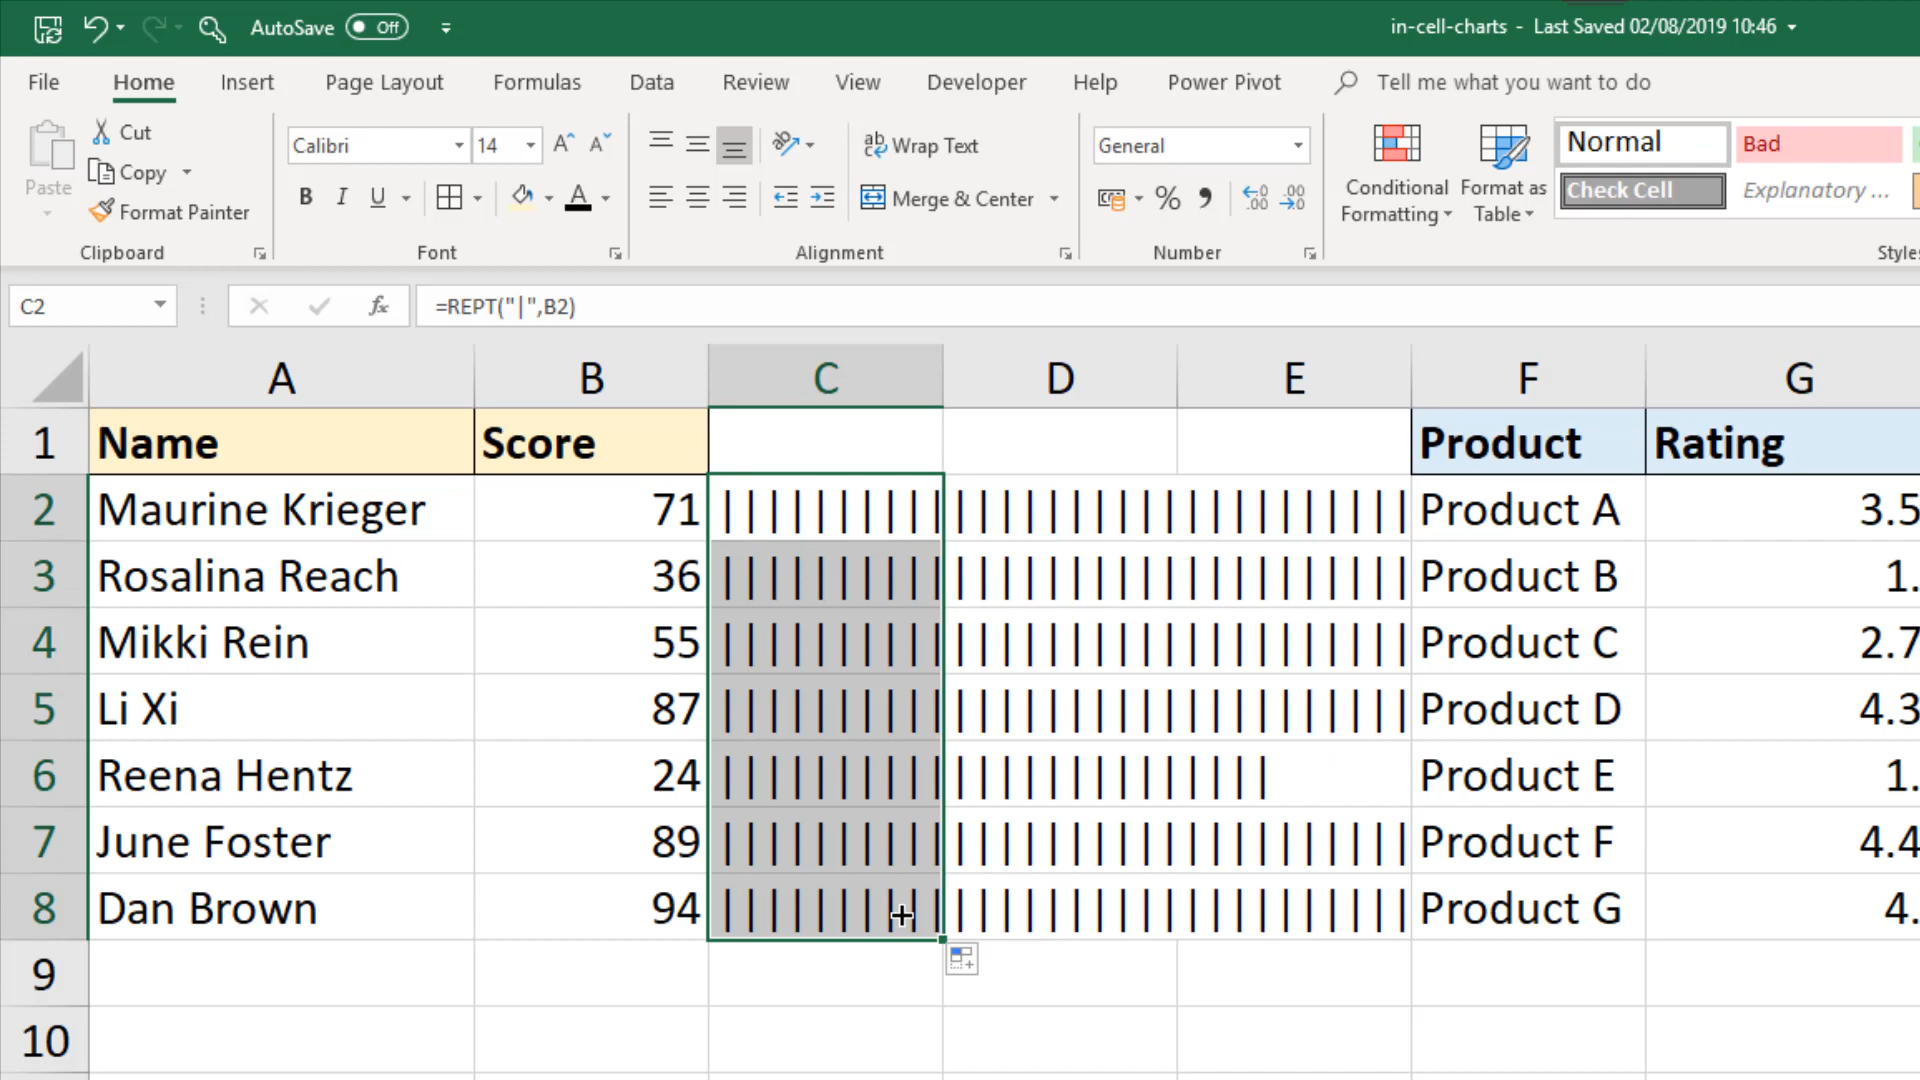 AutoSave Off in-cell-charts - Last Saved 02/08/2019 10:46
File Home Insert Page Layout Formulas Data Review View Developer Help Power Pivot Tell me what you want to do
Cut
Copy
Paste
Format Painter
Clipboard
Calibri 14
B I U
Font
Wrap Text
Merge & Center
Alignment
General
Number
Conditional Formatting
Format as Table
Normal Bad
Check Cell Explanatory ...
C2 fx =REPT("|",B2)
A B C D E F G
1 Name Score Product Rating
2 Maurine Krieger 71 ||||||||||||||||||||||||||||| Product A 3.5
3 Rosalina Reach 36 ||||||||||||||||||||||||||||| Product B 1.
4 Mikki Rein 55 ||||||||||||||||||||||||||||| Product C 2.7
5 Li Xi 87 ||||||||||||||||||||||||||||| Product D 4.3
6 Reena Hentz 24 |||||||||||||||||||||||| Product E 1.
7 June Foster 89 ||||||||||||||||||||||||||||| Product F 4.4
8 Dan Brown 94 ||||||||||||||||||||||||||||| Product G 4.
9
10